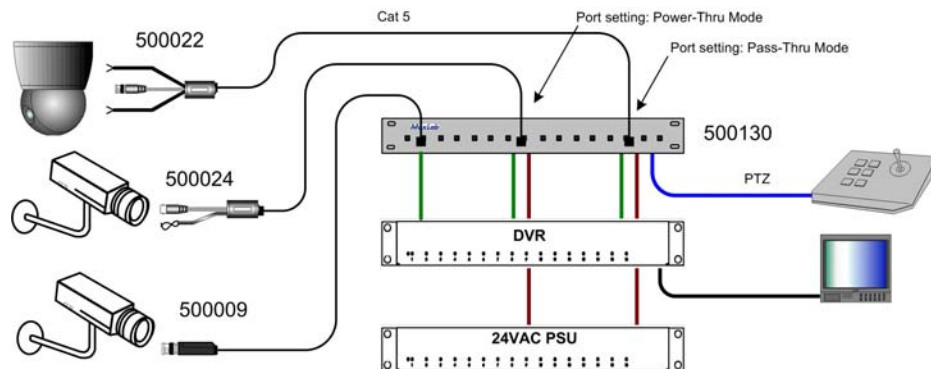 Cat 5
Port setting: Power-Thru Mode
500022
Port setting: Pass-Thru Mode
MuxLab
500130
500024
PTZ
DVR
500009
24VAC PSU